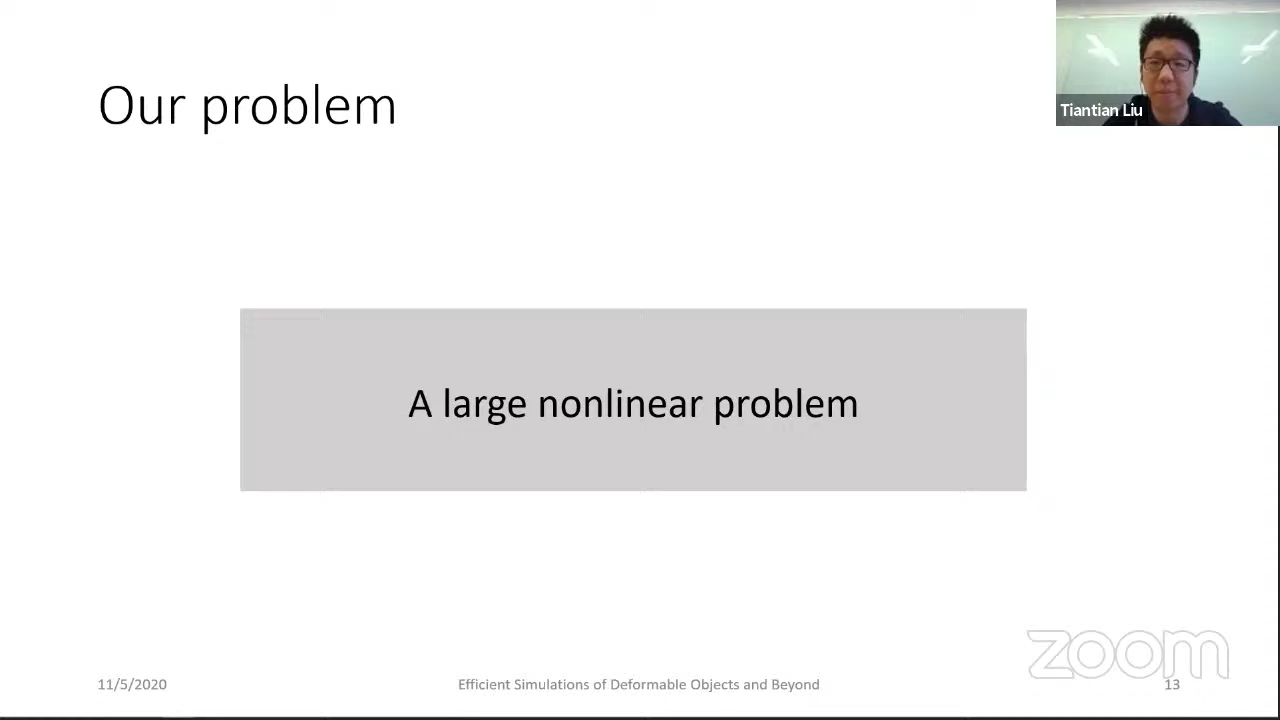 Our problem
Tiantian Liu
A large nonlinear problem
zoom
11/5/2020
Efficient Simulations of Deformable Objects and Beyond
13